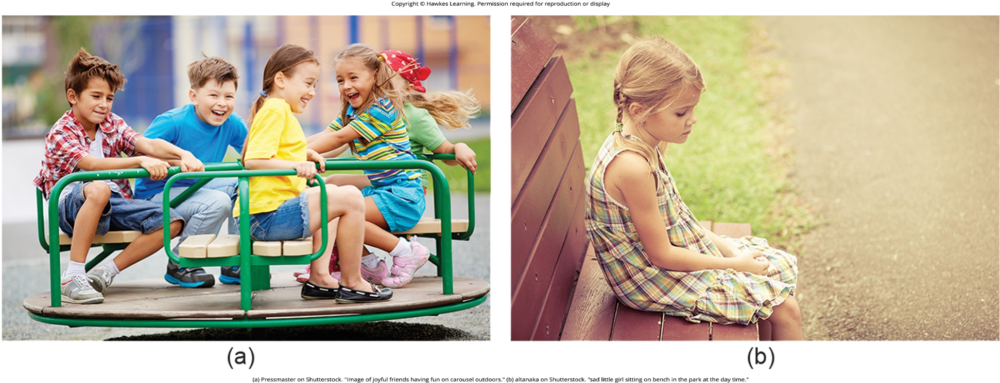 Copyright © Hawkes Learning. Permission required for reproduction or display
(a)
(b)
(a) Pressmaster on Shutterstock. "Image of joyful friends having fun on carousel outdoors." (b) altanaka on Shutterstock. "sad little girl sitting on bench in the park at the day time."